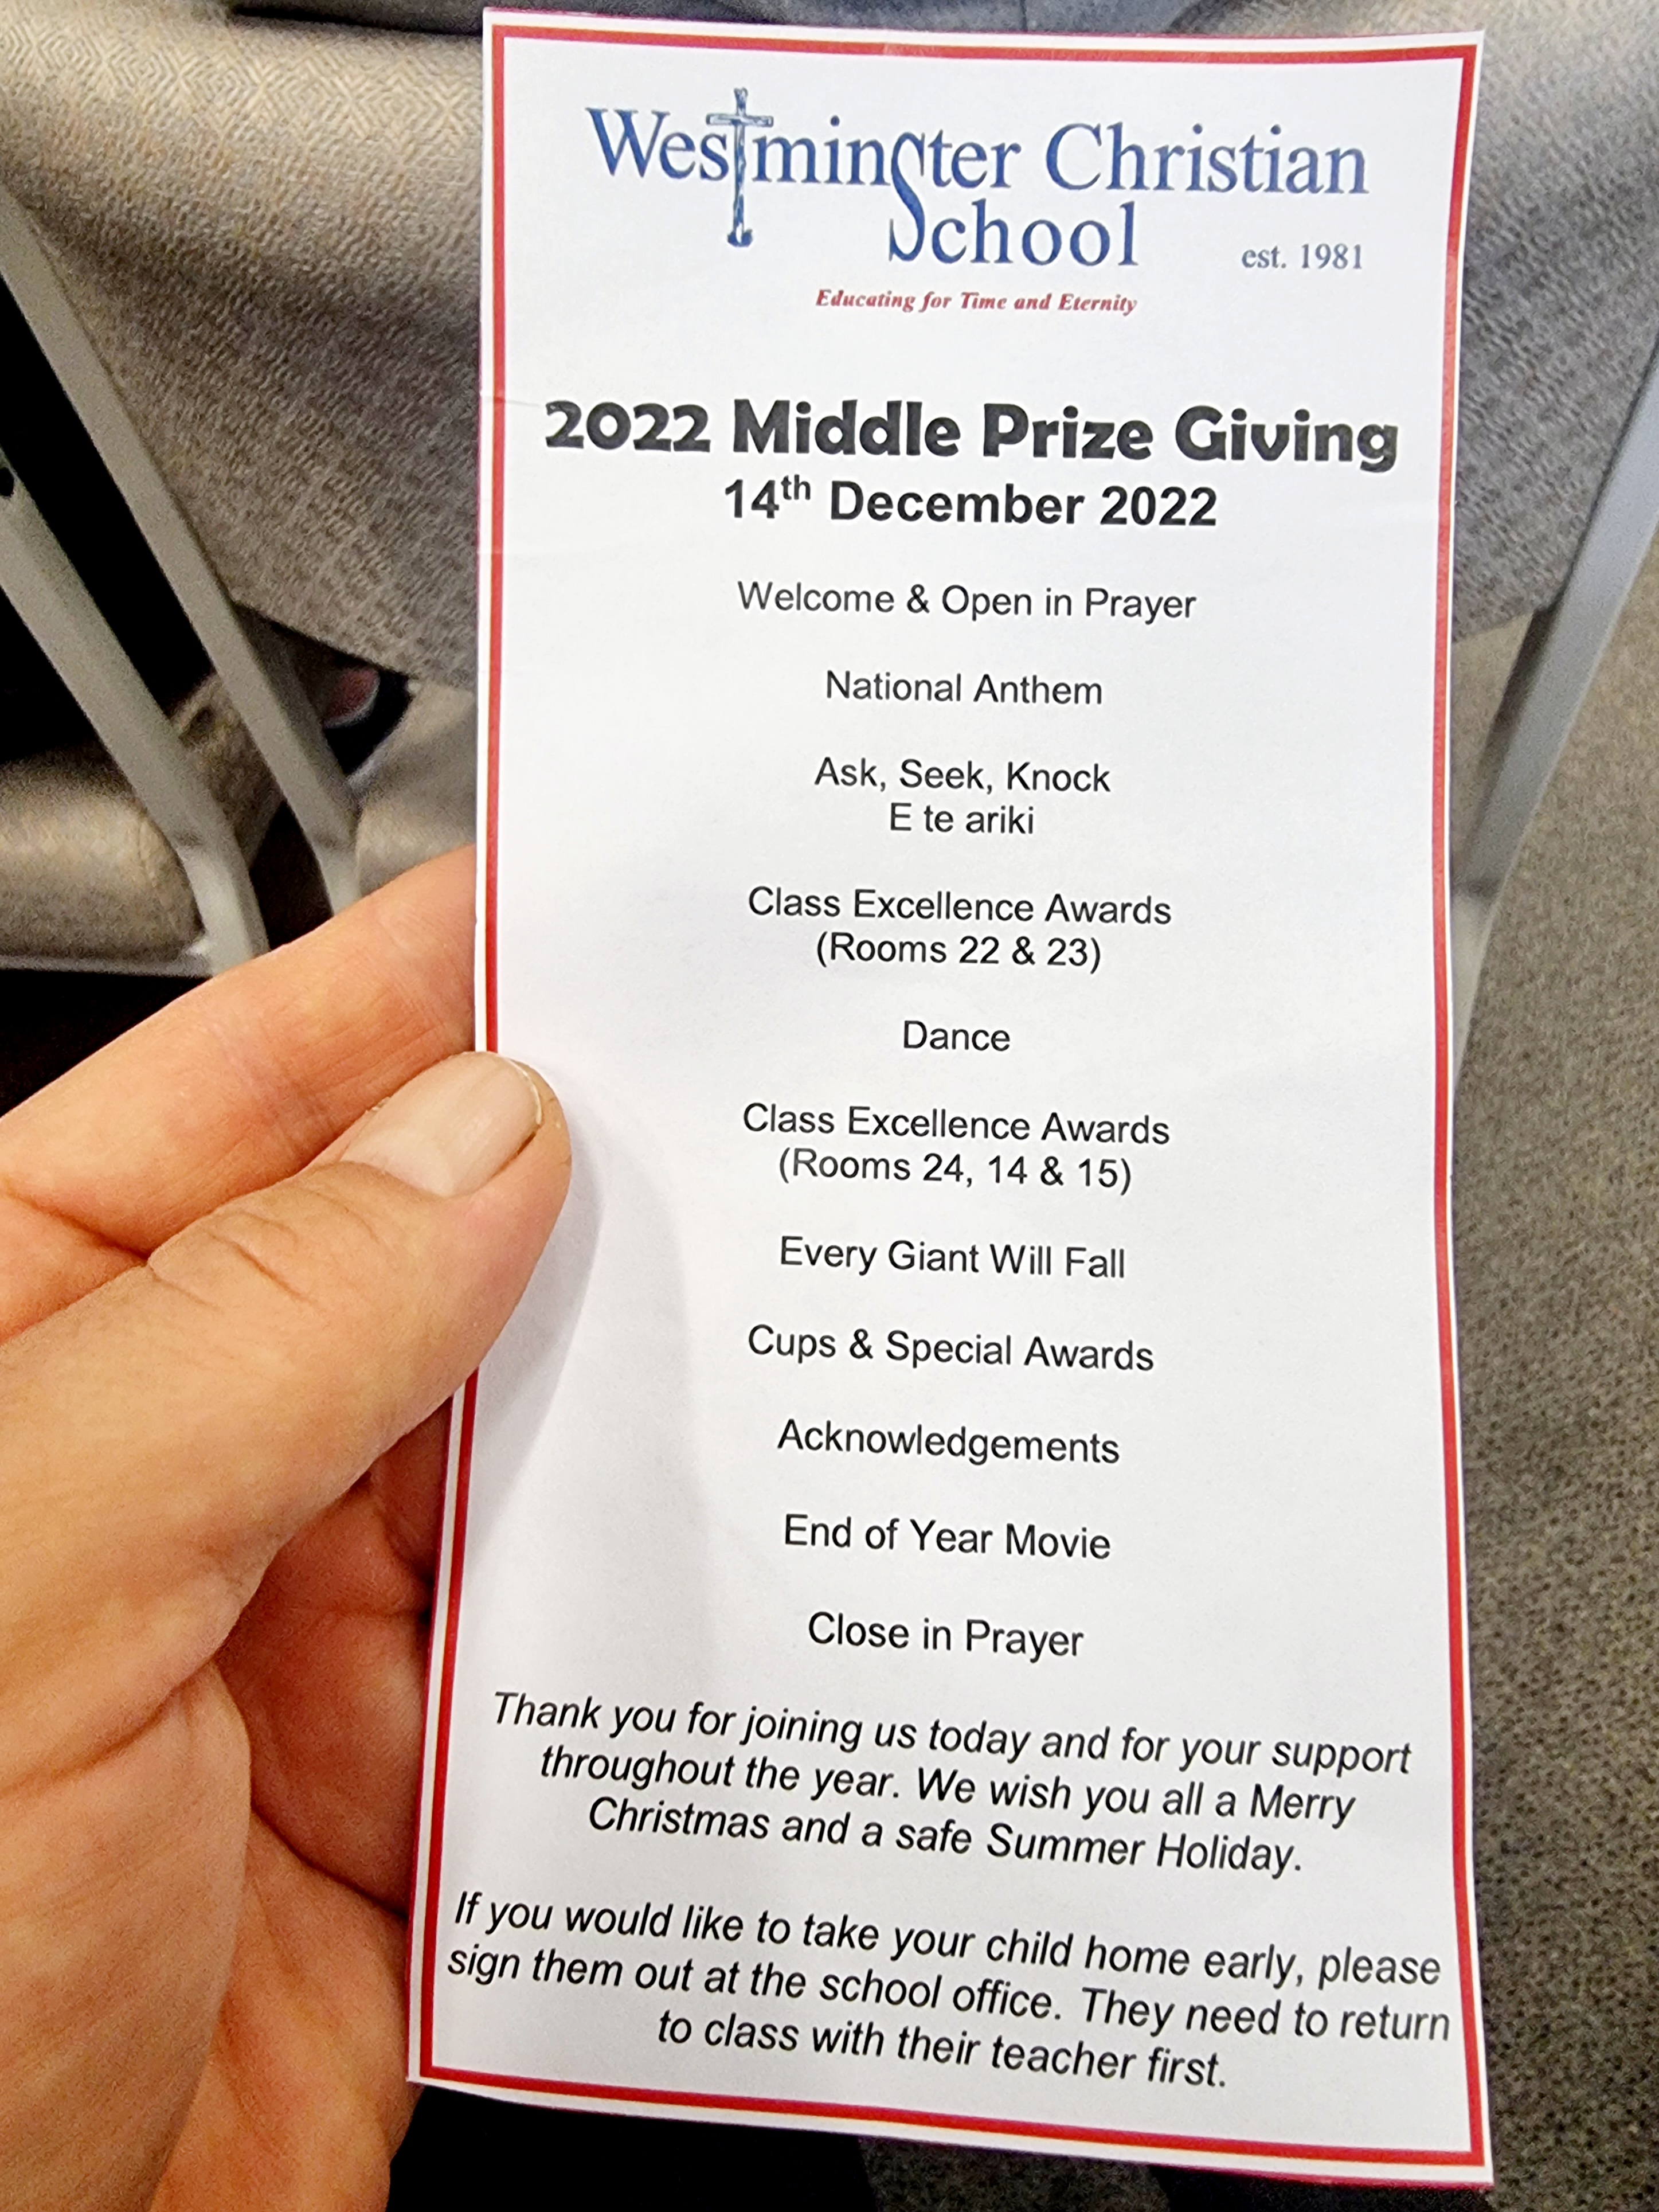 Westminster Christian
School
est. 1981
Educating for Time and Eternity
2022 Middle Prize Giving
14th December 2022
Welcome & Open in Prayer
National Anthem
Ask, Seek, Knock
E te ariki
Class Excellence Awards
(Rooms 22 & 23)
Dance
Class Excellence Awards
(Rooms 24, 14 & 15)
Every Giant Will Fall
Cups & Special Awards
Acknowledgements
End of Year Movie
Close in Prayer
Thank you for joining us today and for your support
throughout the year. We wish you all a Merry
Christmas and a safe Summer Holiday.
If you would like to take your child home early, please
sign them out at the school office. They need to return
to class with their teacher first.